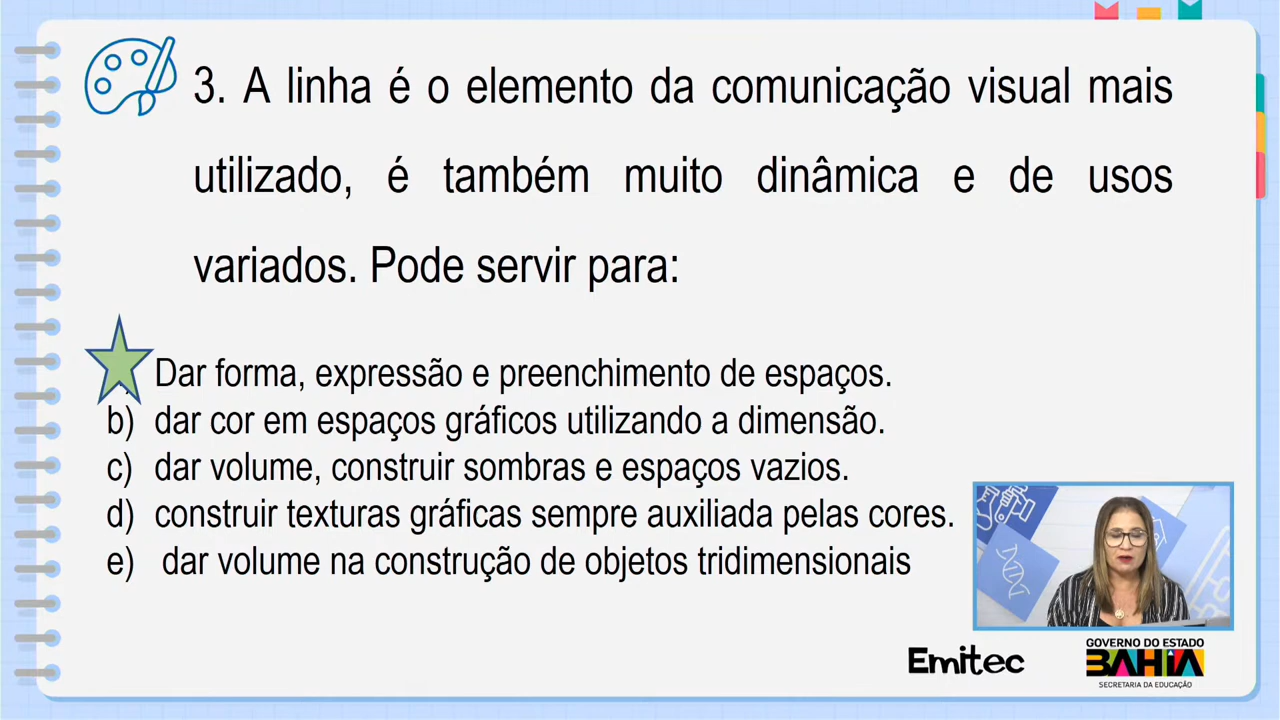 3. A linha é o elemento da comunicação visual mais
utilizado, é também muito dinâmica e de usos
variados. Pode servir para:
Dar forma, expressão e preenchimento de espaços.
b) dar cor em espaços gráficos utilizando a dimensão.
c) dar volume, construir sombras e espaços vazios.
d) construir texturas gráficas sempre auxiliada pelas cores.
e) dar volume na construção de objetos tridimensionais
Emitec
GOVERNO DO ESTADO
BAHIA
SECRETARIA DA EDUCAÇÃO